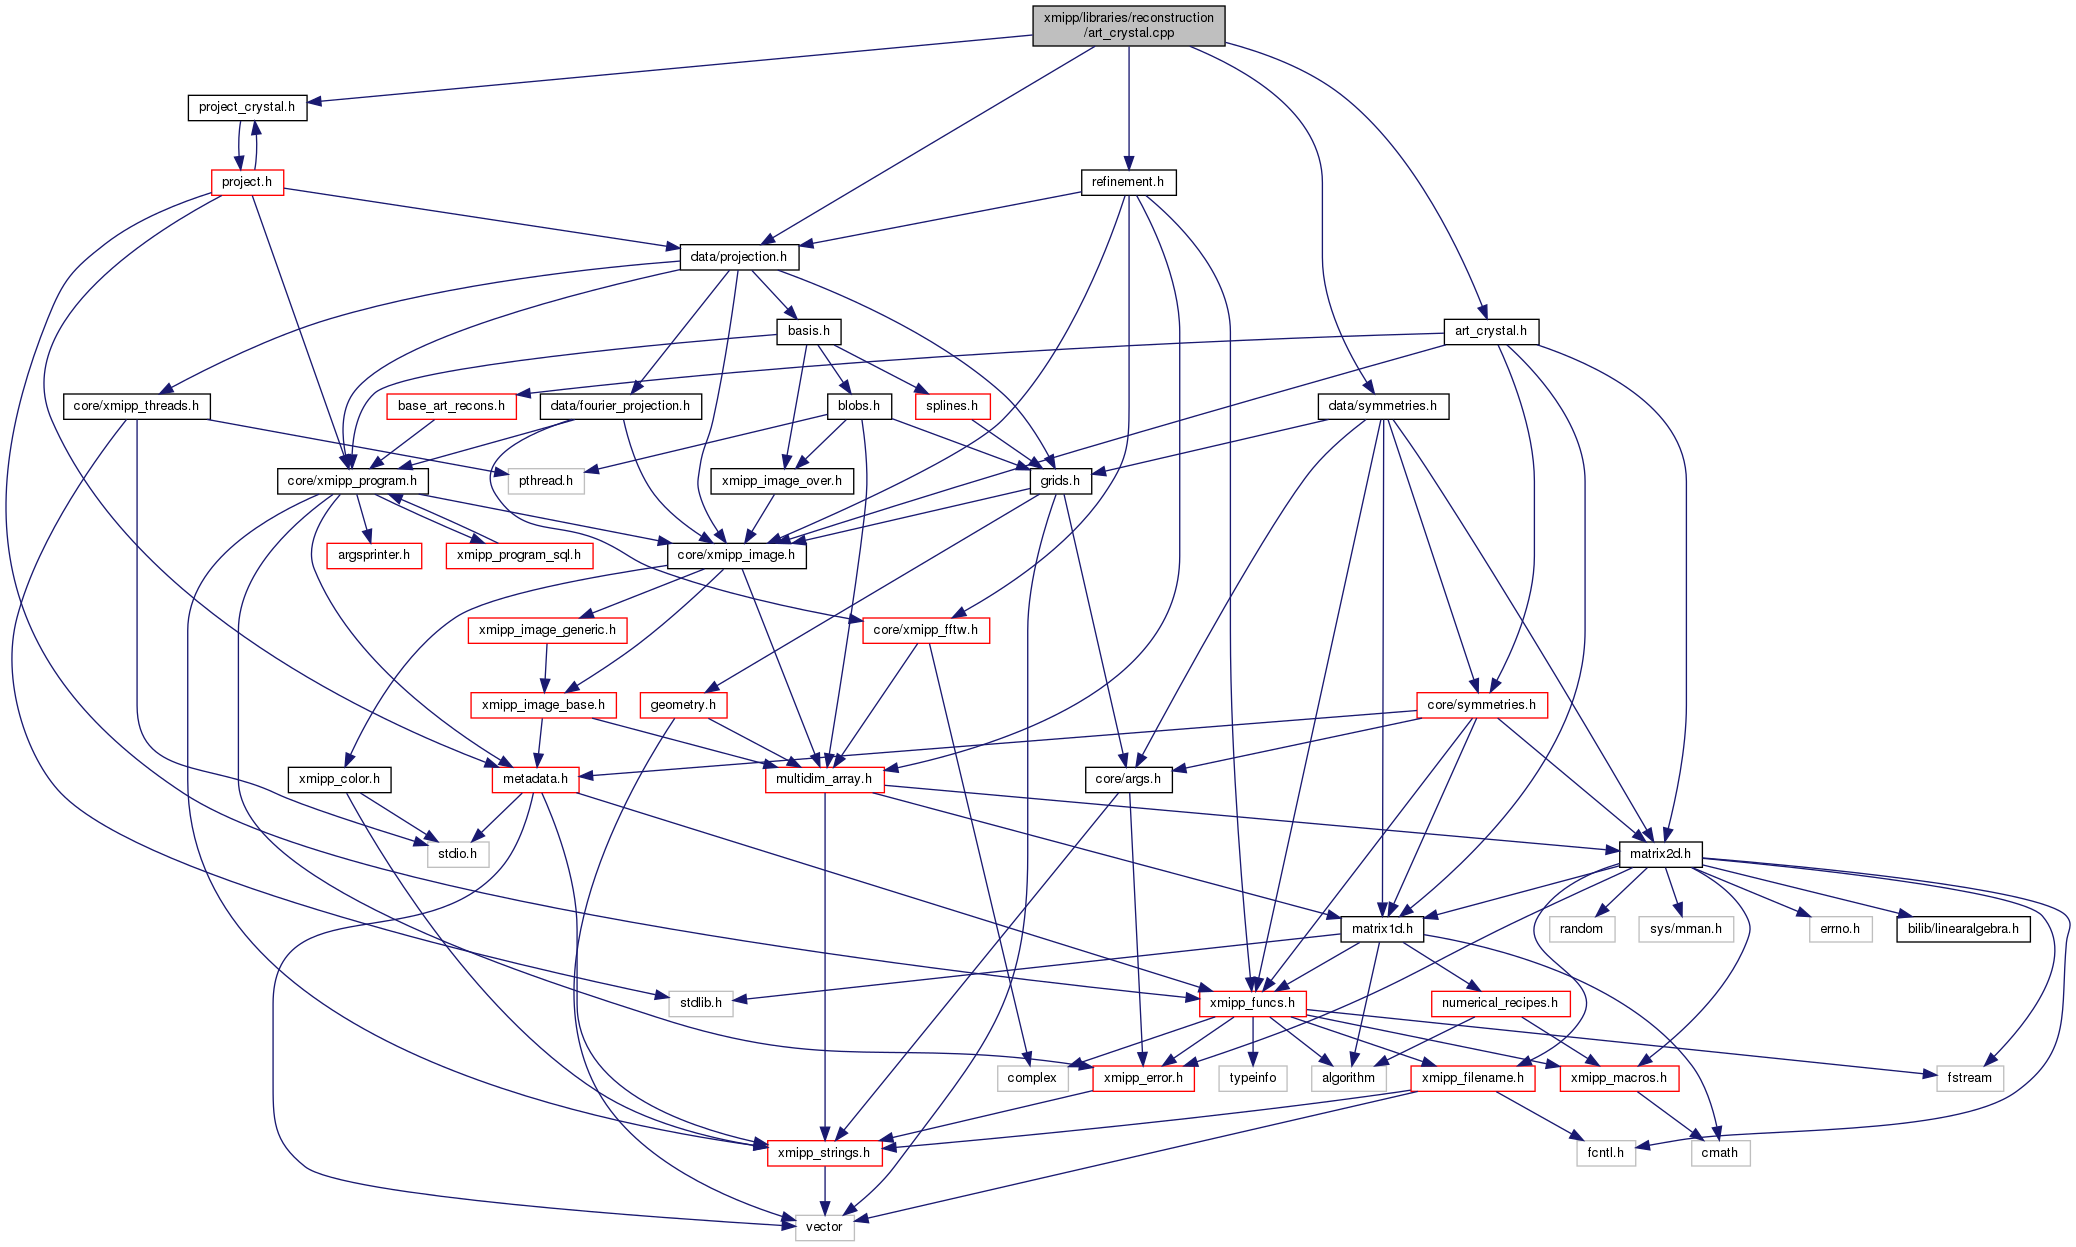 xmipp/libraries/reconstruction
/art_crystal.cpp
project_crystal.h
project.h
refinement.h
data/projection.h
basis.h
art_crystal.h
core/xmipp_threads.h
base_art_recons.h
data/fourier_projection.h
blobs.h
splines.h
data/symmetries.h
core/xmipp_program.h
pthread.h
xmipp_image_over.h
grids.h
argsprinter.h
xmipp_program_sql.h
core/xmipp_image.h
xmipp_image_generic.h
core/xmipp_fftw.h
xmipp_image_base.h
geometry.h
core/symmetries.h
xmipp_color.h
metadata.h
multidim_array.h
core/args.h
stdio.h
matrix2d.h
matrix1d.h
random
sys/mman.h
errno.h
bilib/linearalgebra.h
stdlib.h
xmipp_funcs.h
numerical_recipes.h
complex
xmipp_error.h
typeinfo
algorithm
xmipp_filename.h
xmipp_macros.h
fstream
xmipp_strings.h
fcntl.h
cmath
vector